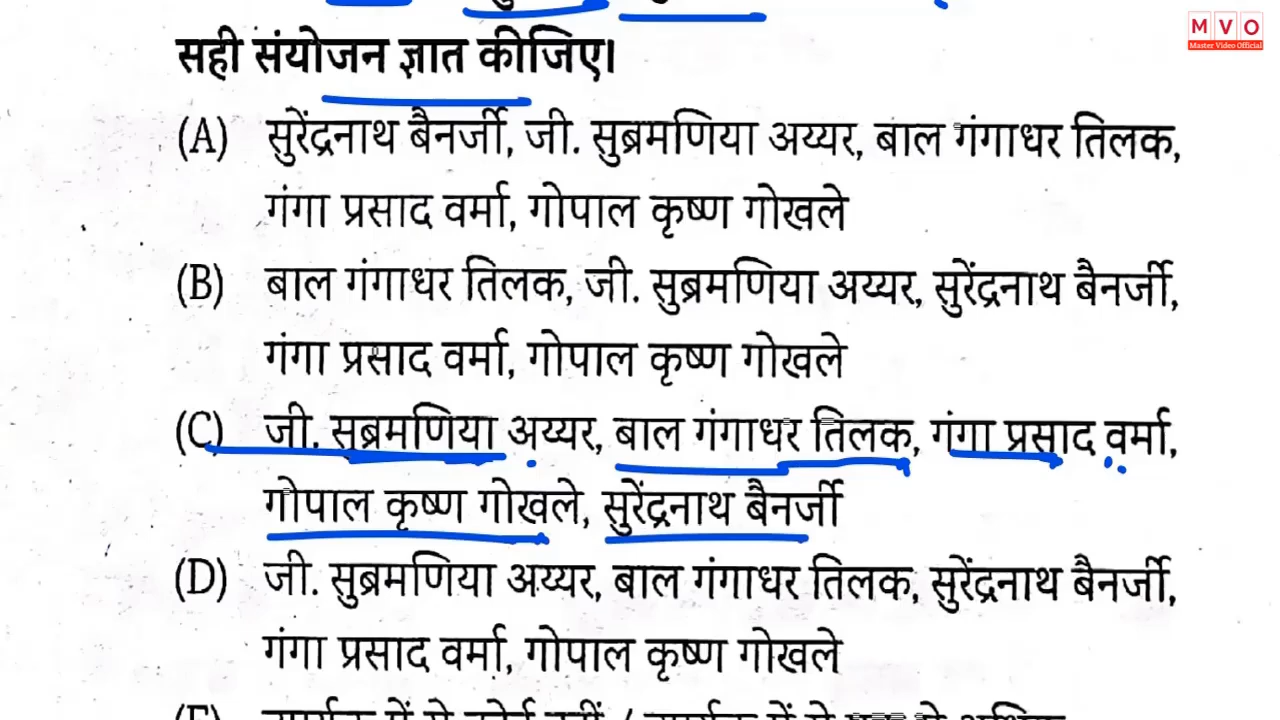 M V O
Master Video Official
सही संयोजन ज्ञात कीजिए।
(A) सुरेंद्रनाथ बैनर्जी, जी. सुब्रमणिया अय्यर, बाल गंगाधर तिलक,
गंगा प्रसाद वर्मा, गोपाल कृष्ण गोखले
(B) बाल गंगाधर तिलक, जी. सुब्रमणिया अय्यर, सुरेंद्रनाथ बैनर्जी,
गंगा प्रसाद वर्मा, गोपाल कृष्ण गोखले
(C) जी. सुब्रमणिया अय्यर, बाल गंगाधर तिलक, गंगा प्रसाद वर्मा,
गोपाल कृष्ण गोखले, सुरेंद्रनाथ बैनर्जी
(D) जी. सुब्रमणिया अय्यर, बाल गंगाधर तिलक, सुरेंद्रनाथ बैनर्जी,
गंगा प्रसाद वर्मा, गोपाल कृष्ण गोखले